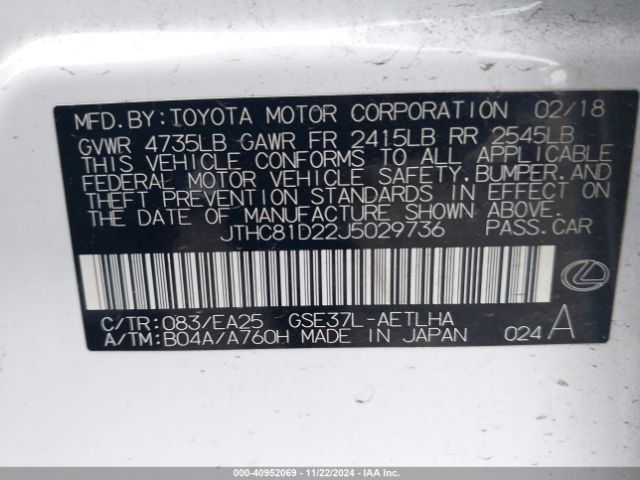 MFD.BY:TOYOTA MOTOR CORPORATION 02/18
GVWR 4735LB GAWR FR 2415LB RR 2545LB
THIS VEHICLE CONFORMS TO ALL APPLICABLE
FEDERAL MOTOR VEHICLE SAFETY,BUMPER,AND
THEFT PREVENTION STANDARDS IN EFFECT ON
THE DATE OF MANUFACTURE SHOWN ABOVE.
JTHC81D22J5029736 PASS.CAR
C/TR:083/EA25 GSE37L-AETLHA
A/TM:B04A/A760H MADE IN JAPAN 024 A
000-40952069 - 11/22/2024 - IAA Inc.